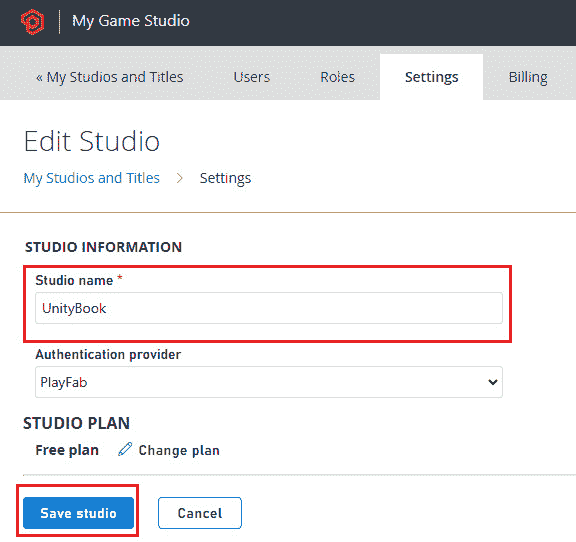 My Game Studio
« My Studios and Titles Users Roles Settings Billing
Edit Studio
My Studios and Titles > Settings
STUDIO INFORMATION
Studio name *
UnityBook
Authentication provider
PlayFab
STUDIO PLAN
Free plan Change plan
Save studio Cancel